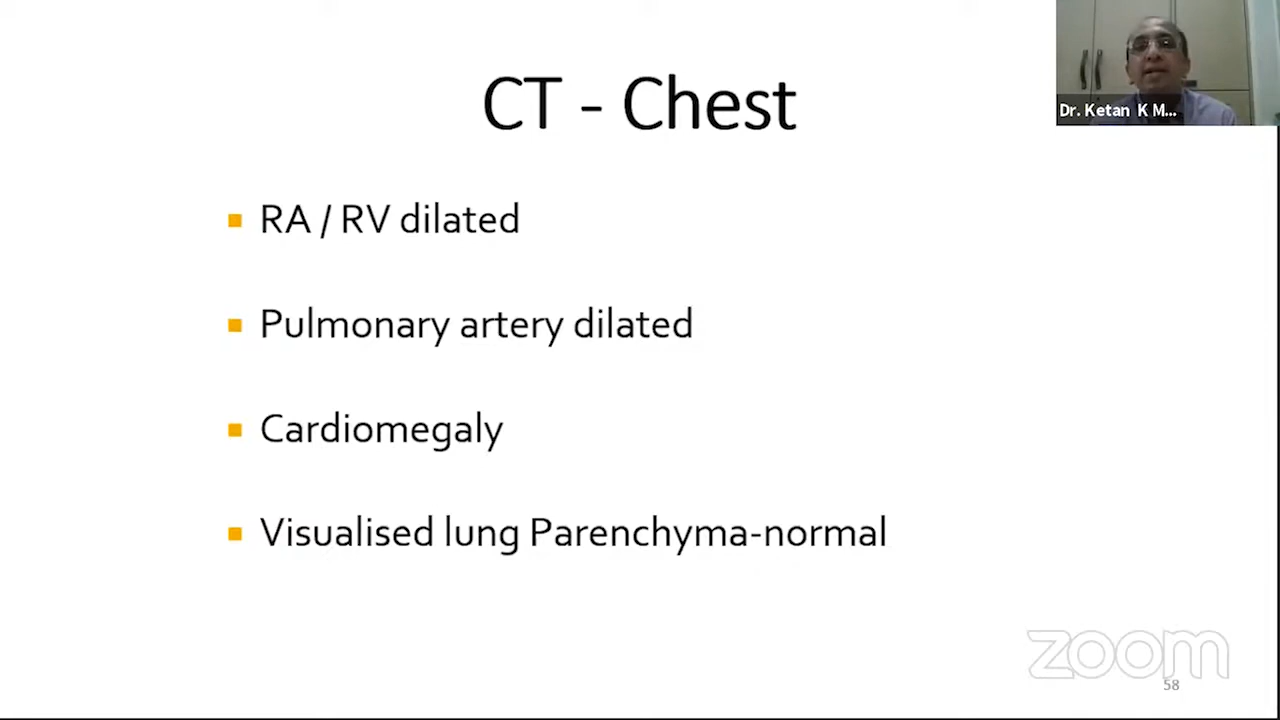 CT - Chest
Dr. Ketan K M...
RA / RV dilated
Pulmonary artery dilated
Cardiomegaly
Visualised lung Parenchyma-normal
zoom
58